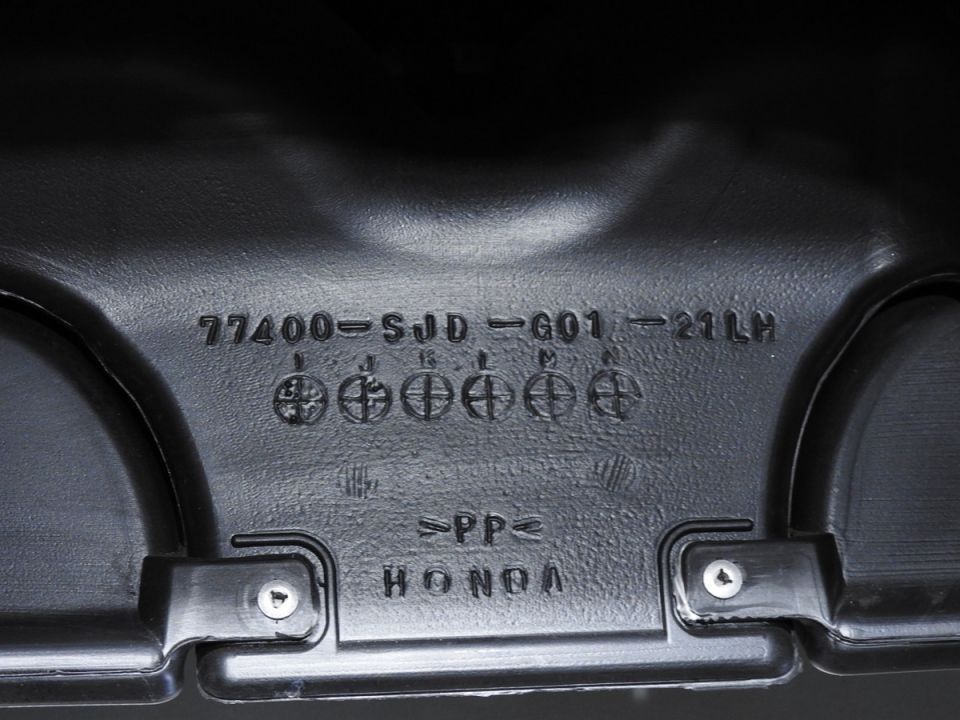 77400-SJD-G01-21LH
I J K L M N
>PP<
HONDA